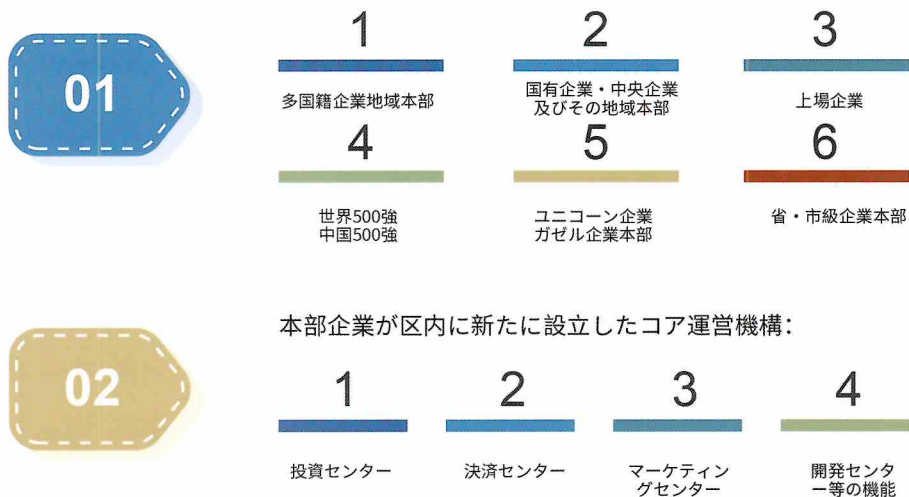 01
1
2
3
多国籍企業地域本部
国有企業・中央企業
及びその地域本部
上場企業
4
5
6
世界500強
中国500強
ユニコーン企業
ガゼル企業本部
省・市級企業本部
02
本部企業が区内に新たに設立したコア運営機構：
1
2
3
4
投資センター
決済センター
マーケティン
グセンター
開発センタ
ー等の機能